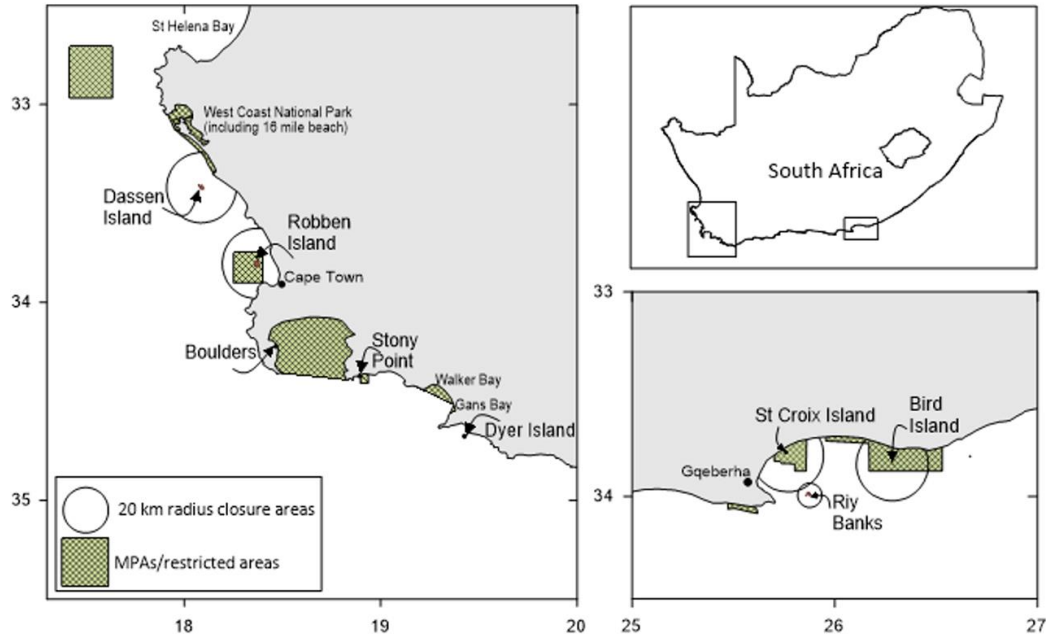 St Helena Bay
33
West Coast National Park
(including 16 mile beach)
Dassen
Island
Robben
Island
Cape Town
34
Boulders
Stony
Point
Walker Bay
Gans Bay
Dyer Island
35
20 km radius closure areas
MPAs/restricted areas
18
19
20
South Africa
33
St Croix Island
Bird
Island
Gqeberha
34
Riy
Banks
25
26
27